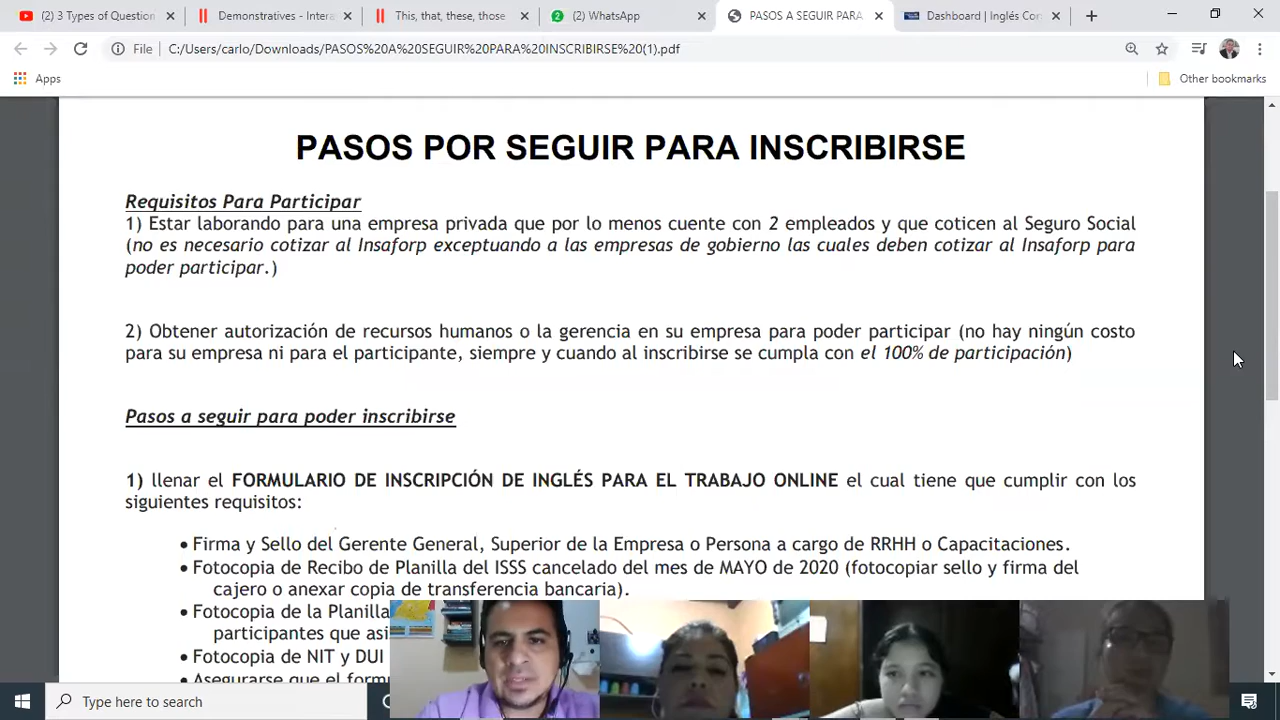 (2) 3 Types of Question
Demonstratives - Intera
This, that, these, those
(2) WhatsApp
PASOS A SEGUIR PARA
Dashboard | Inglés Cor
File
C:/Users/carlo/Downloads/PASOS%20A%20SEGUIR%20PARA%20INSCRIBIRSE%20(1).pdf
Apps
Other bookmarks
PASOS POR SEGUIR PARA INSCRIBIRSE
Requisitos Para Participar
1) Estar laborando para una empresa privada que por lo menos cuente con 2 empleados y que coticen al Seguro Social
(no es necesario cotizar al Insaforp exceptuando a las empresas de gobierno las cuales deben cotizar al Insaforp para
poder participar.)
2) Obtener autorización de recursos humanos o la gerencia en su empresa para poder participar (no hay ningún costo
para su empresa ni para el participante, siempre y cuando al inscribirse se cumpla con el 100% de participación)
Pasos a seguir para poder inscribirse
1) llenar el FORMULARIO DE INSCRIPCIÓN DE INGLÉS PARA EL TRABAJO ONLINE el cual tiene que cumplir con los
siguientes requisitos:
• Firma y Sello del Gerente General, Superior de la Empresa o Persona a cargo de RRHH o Capacitaciones.
• Fotocopia de Recibo de Planilla del ISSS cancelado del mes de MAYO de 2020 (fotocopiar sello y firma del
cajero o anexar copia de transferencia bancaria).
• Fotocopia de la Planilla
participantes que asi
• Fotocopia de NIT y DUI
• Asegurarse que el form
Type here to search